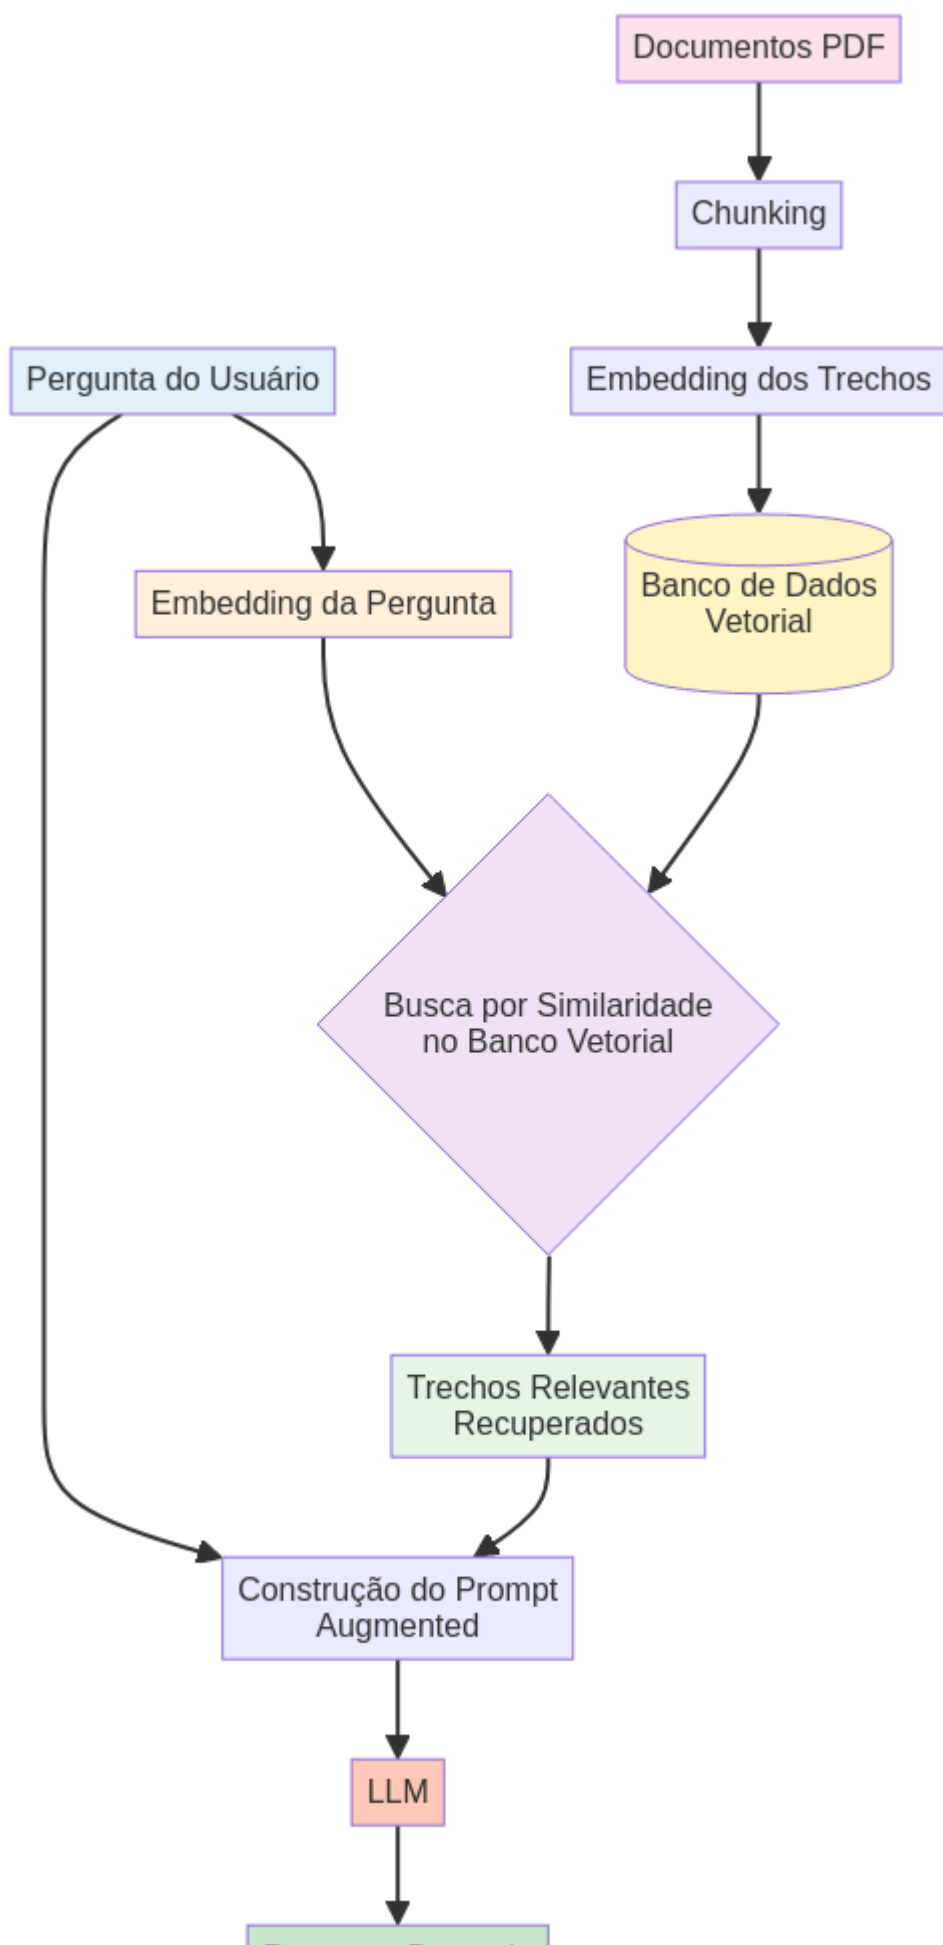 Documentos PDF
Chunking
Pergunta do Usuário
Embedding dos Trechos
Embedding da Pergunta
Banco de Dados
Vetorial
Busca por Similaridade
no Banco Vetorial
Trechos Relevantes
Recuperados
Construção do Prompt
Augmented
LLM